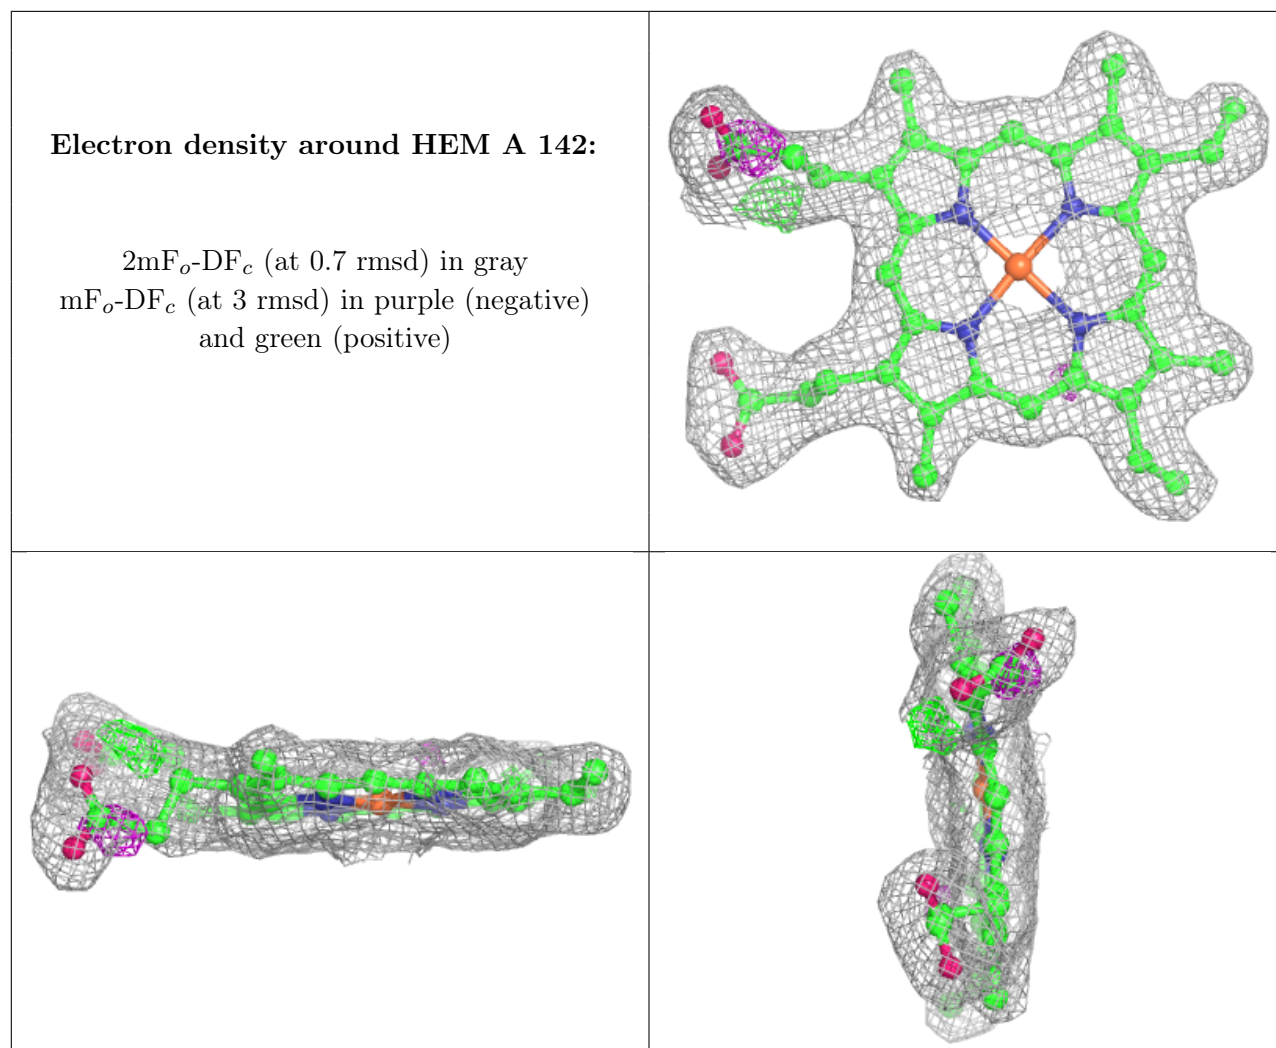 Electron density around HEM A 142:
2mFₒ-DF𝑐 (at 0.7 rmsd) in gray
mFₒ-DF𝑐 (at 3 rmsd) in purple (negative)
and green (positive)